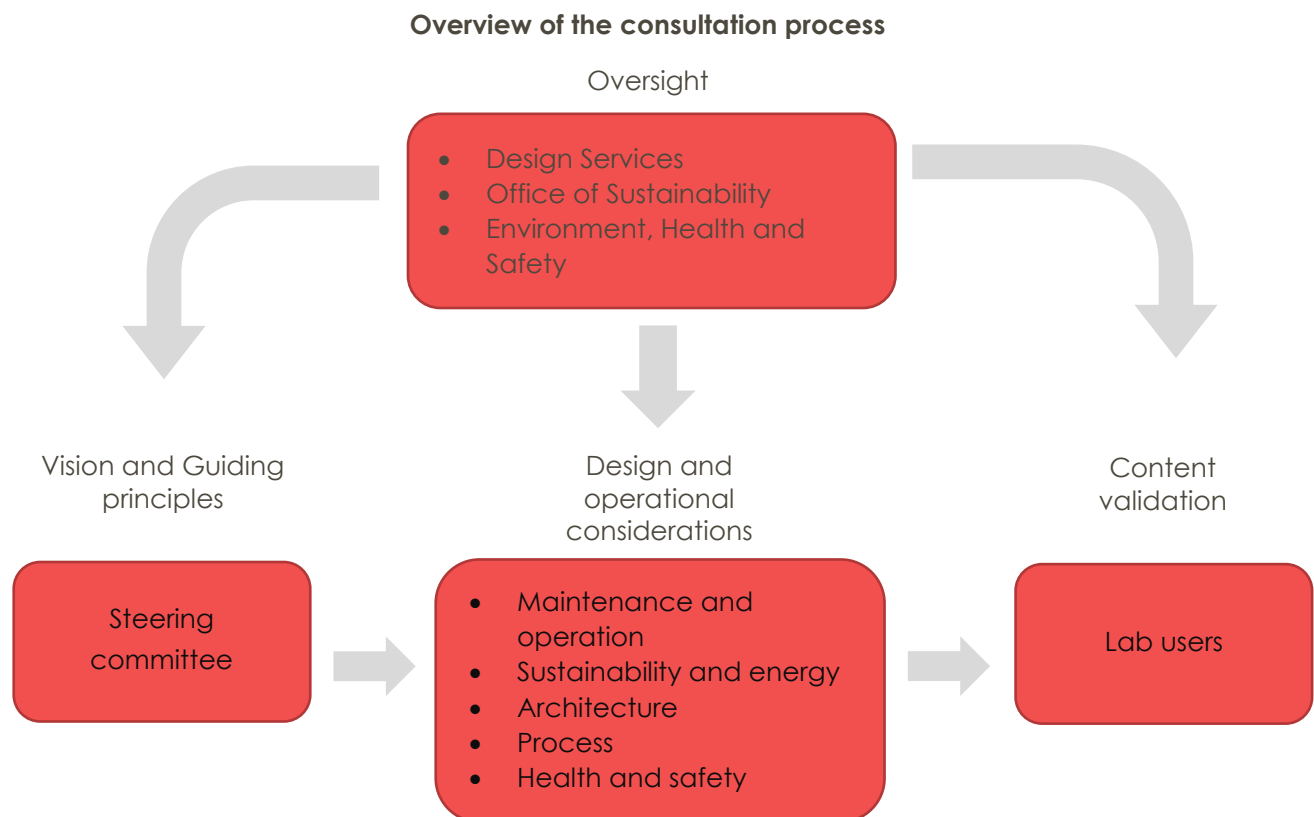 Overview of the consultation process
Oversight
• Design Services
• Office of Sustainability
• Environment, Health and
Safety
Vision and Guiding
principles
Design and
operational
considerations
Content
validation
Steering
committee
• Maintenance and
operation
• Sustainability and energy
• Architecture
• Process
• Health and safety
Lab users